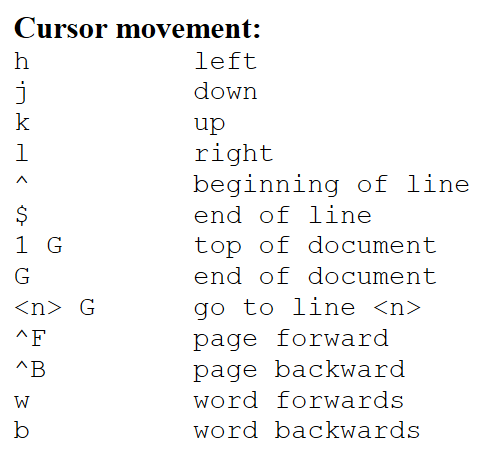 Cursor movement:
h left
j down
k up
l right
^ beginning of line
$ end of line
1 G top of document
G end of document
<n> G go to line <n>
^F page forward
^B page backward
w word forwards
b word backwards